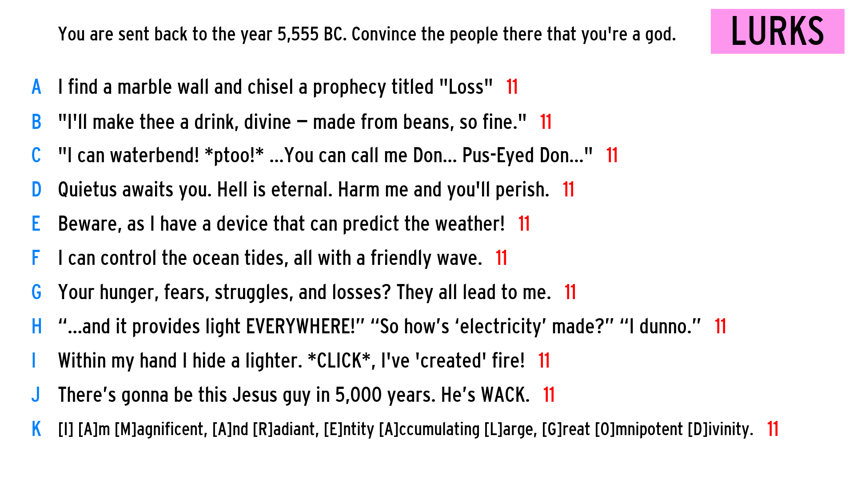 You are sent back to the year 5,555 BC. Convince the people there that you're a god.
LURKS
A I find a marble wall and chisel a prophecy titled "Loss" 11
B "I'll make thee a drink, divine – made from beans, so fine." 11
C "I can waterbend! *ptoo!* ...You can call me Don... Pus-Eyed Don..." 11
D Quietus awaits you. Hell is eternal. Harm me and you'll perish. 11
E Beware, as I have a device that can predict the weather! 11
F I can control the ocean tides, all with a friendly wave. 11
G Your hunger, fears, struggles, and losses? They all lead to me. 11
H “...and it provides light EVERYWHERE!” “So how’s ‘electricity’ made?” “I dunno.” 11
I Within my hand I hide a lighter. *CLICK*, I've 'created' fire! 11
J There’s gonna be this Jesus guy in 5,000 years. He’s WACK. 11
K [I] [A]m [M]agnificent, [A]nd [R]adiant, [E]ntity [A]ccumulating [L]arge, [G]reat [O]mnipotent [D]ivinity. 11